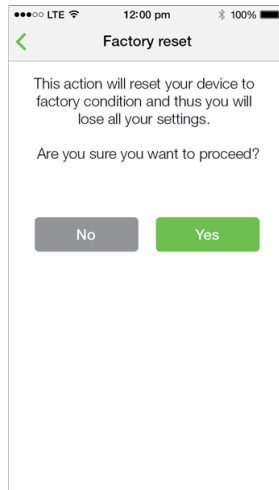 LTE 12:00 pm 100%
Factory reset
This action will reset your device to
factory condition and thus you will
lose all your settings.
Are you sure you want to proceed?
No Yes